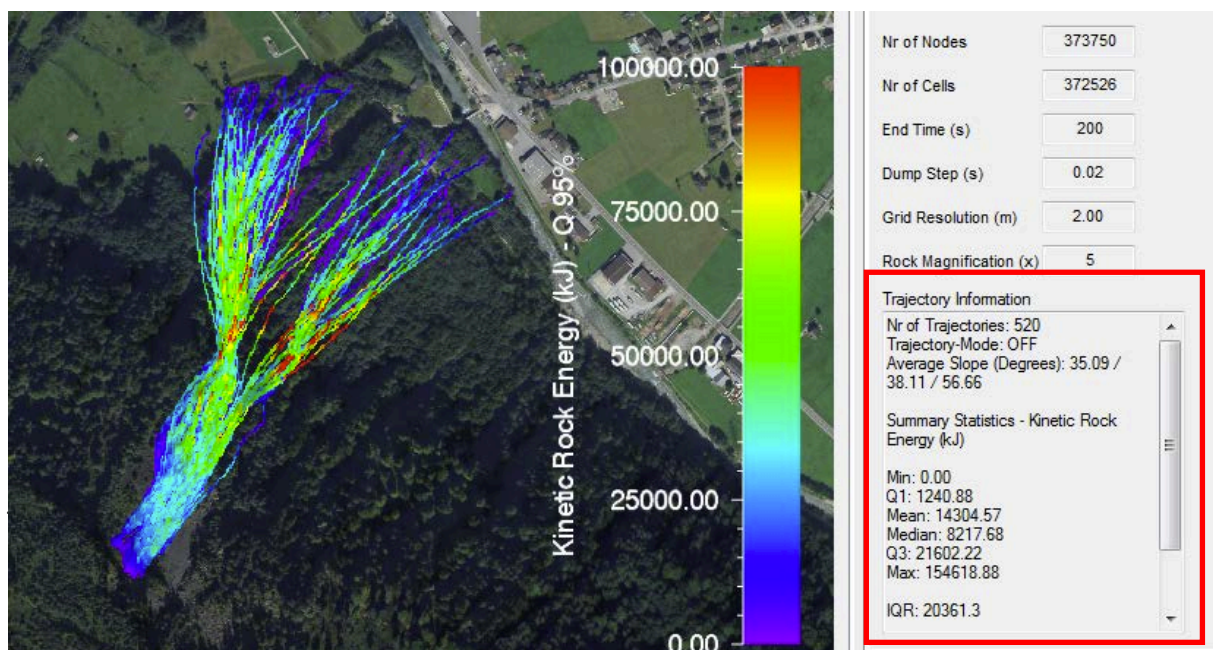 100000.00
75000.00
50000.00
25000.00
0.00
Kinetic Rock Energy (kJ) - Q 95%
Nr of Nodes 373750
Nr of Cells 372526
End Time (s) 200
Dump Step (s) 0.02
Grid Resolution (m) 2.00
Rock Magnification (x) 5
Trajectory Information
Nr of Trajectories: 520
Trajectory-Mode: OFF
Average Slope (Degrees): 35.09 /
38.11 / 56.66
Summary Statistics - Kinetic Rock
Energy (kJ)
Min: 0.00
Q1: 1240.88
Mean: 14304.57
Median: 8217.68
Q3: 21602.22
Max: 154618.88
IQR: 20361.3